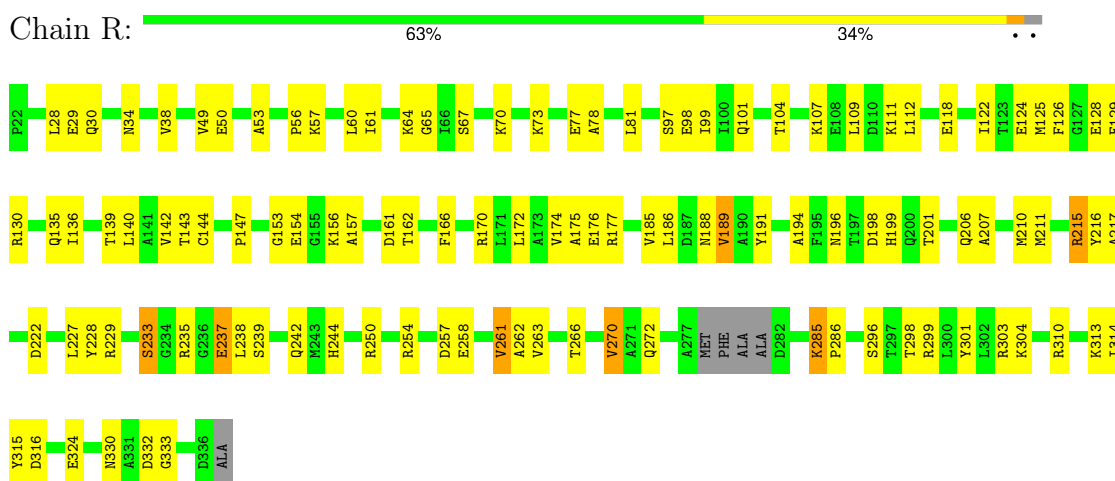 Chain R:
63% 34% • •
P22 L28 E29 Q30 N34 V38 V49 E50 A53 P56 K57 L60 I61 K64 G65 I66 S67 K70 K73 E77 A78 L81 S97 E98 I99 I100 Q101 T104 K107 E108 L109 D110 K111 L112 E118 I122 T123 E124 M125 F126 G127 E128
R130 Q135 I136 T139 L140 A141 V142 T143 C144 P147 G153 E154 G155 K156 A157 D161 T162 F166 R170 L171 L172 A173 V174 A175 E176 R177 V185 L186 D187 N188 V189 A190 Y191 A194 F195 N196 T197 D198 H199 Q200 T201 Q206 A207 M210 M211 R215 Y216 A217
D222 L227 Y228 R229 S233 G234 R235 G236 E237 L238 S239 Q242 M243 H244 R250 R254 D257 E258 V261 A262 V263 T266 V270 A271 Q272 A277 MET PHE ALA ALA D282 K285 P286 S296 T297 T298 R299 L300 Y301 L302 R303 K304 R310 K313
Y315 D316 E324 N330 A331 D332 G333 D336 ALA